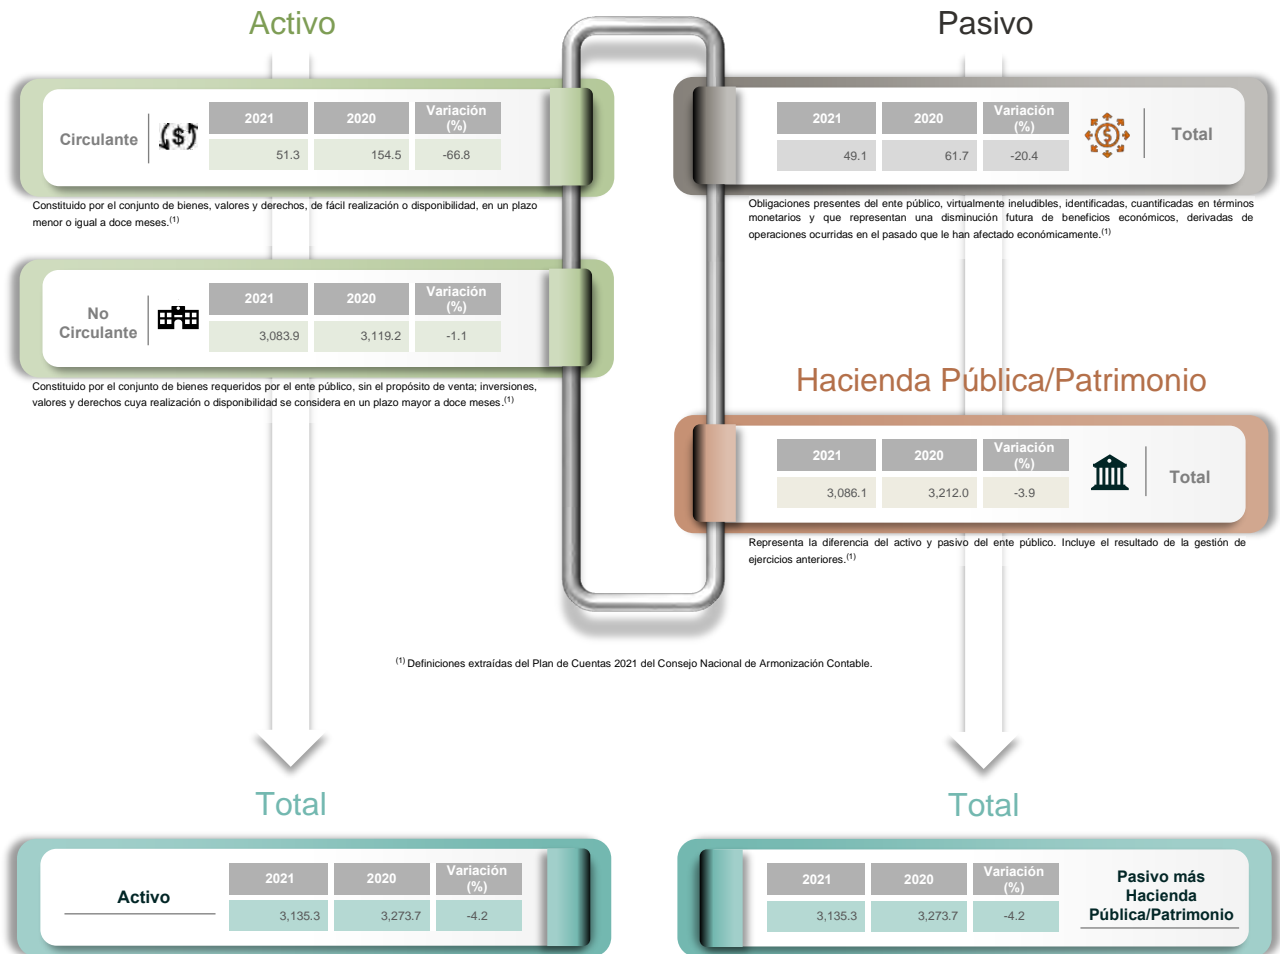 Activo
Circulante
2021 2020 Variación (%)
51.3 154.5 -66.8
Constituido por el conjunto de bienes, valores y derechos, de fácil realización o disponibilidad, en un plazo
menor o igual a doce meses.(1)
No
Circulante
2021 2020 Variación (%)
3,083.9 3,119.2 -1.1
Constituido por el conjunto de bienes requeridos por el ente público, sin el propósito de venta; inversiones,
valores y derechos cuya realización o disponibilidad se considera en un plazo mayor a doce meses.(1)
Pasivo
2021 2020 Variación (%)
49.1 61.7 -20.4
Total
Obligaciones presentes del ente público, virtualmente ineludibles, identificadas, cuantificadas en términos
monetarios y que representan una disminución futura de beneficios económicos, derivadas de
operaciones ocurridas en el pasado que le han afectado económicamente.(1)
Hacienda Pública/Patrimonio
2021 2020 Variación (%)
3,086.1 3,212.0 -3.9
Total
Representa la diferencia del activo y pasivo del ente público. Incluye el resultado de la gestión de
ejercicios anteriores.(1)
(1) Definiciones extraídas del Plan de Cuentas 2021 del Consejo Nacional de Armonización Contable.
Total
Activo
2021 2020 Variación (%)
3,135.3 3,273.7 -4.2
Total
2021 2020 Variación (%)
3,135.3 3,273.7 -4.2
Pasivo más
Hacienda
Pública/Patrimonio